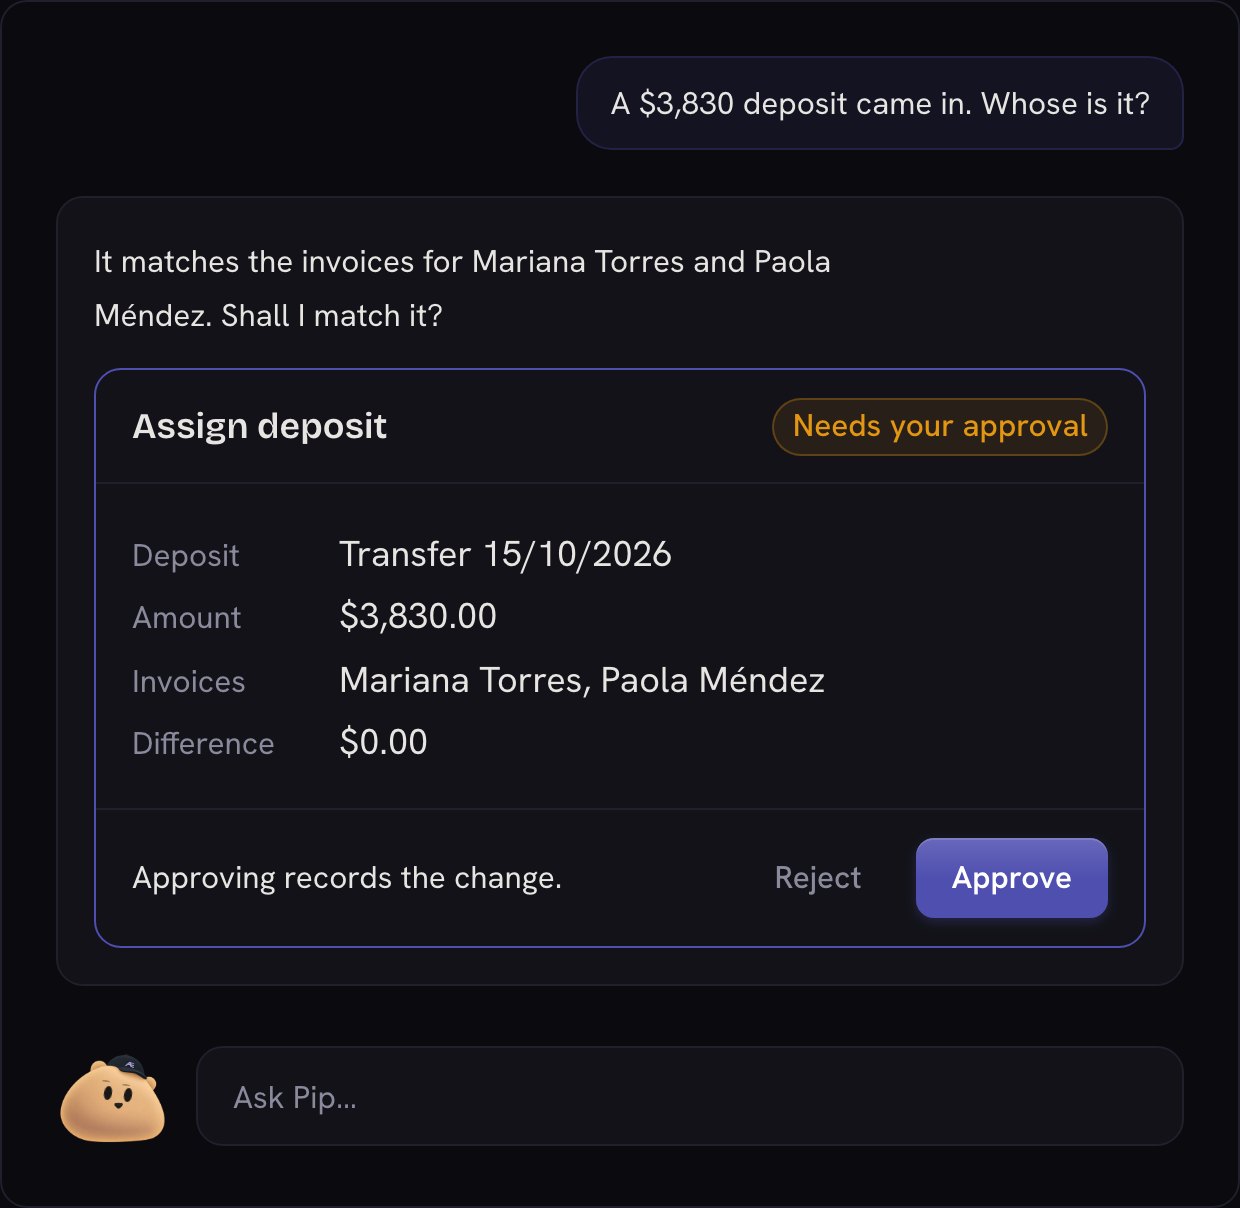 A $3,830 deposit came in. Whose is it?
It matches the invoices for Mariana Torres and Paola
Méndez. Shall I match it?
Assign deposit
Needs your approval
Deposit Transfer 15/10/2026
Amount $3,830.00
Invoices Mariana Torres, Paola Méndez
Difference $0.00
Approving records the change.
Reject
Approve
Ask Pip...